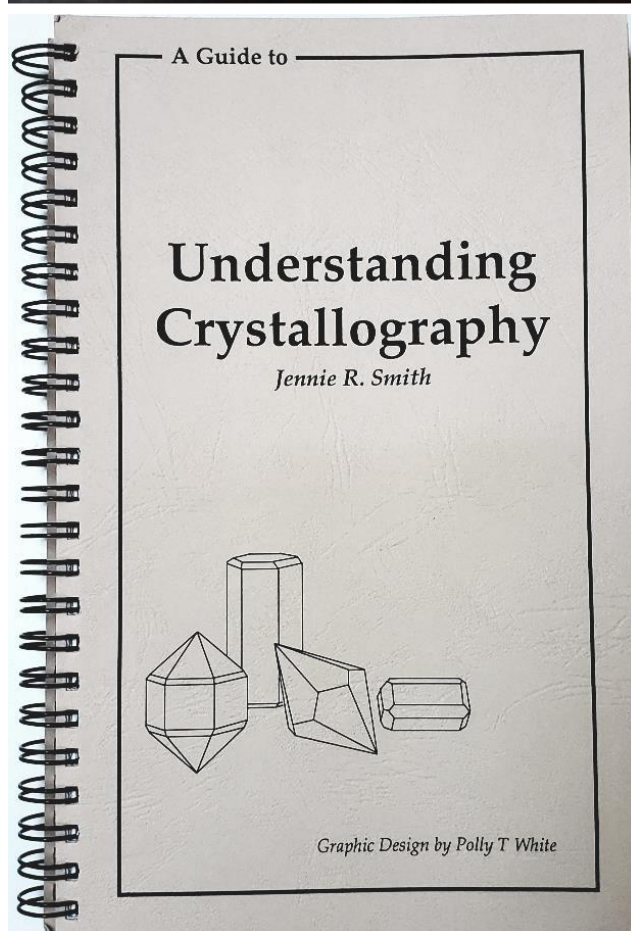 A Guide to
Understanding
Crystallography
Jennie R. Smith
Graphic Design by Polly T White